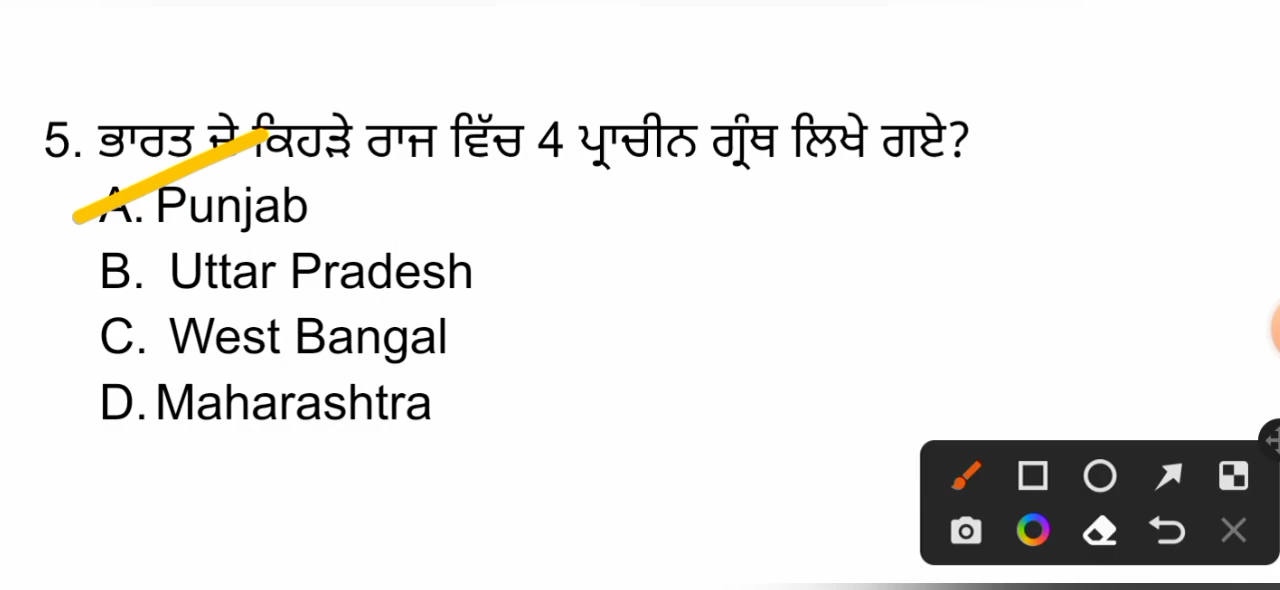 5. ਭਾਰਤ ਦੇ ਕਿਹੜੇ ਰਾਜ ਵਿੱਚ 4 ਪ੍ਰਾਚੀਨ ਗ੍ਰੰਥ ਲਿਖੇ ਗਏ?
A. Punjab
B. Uttar Pradesh
C. West Bangal
D. Maharashtra